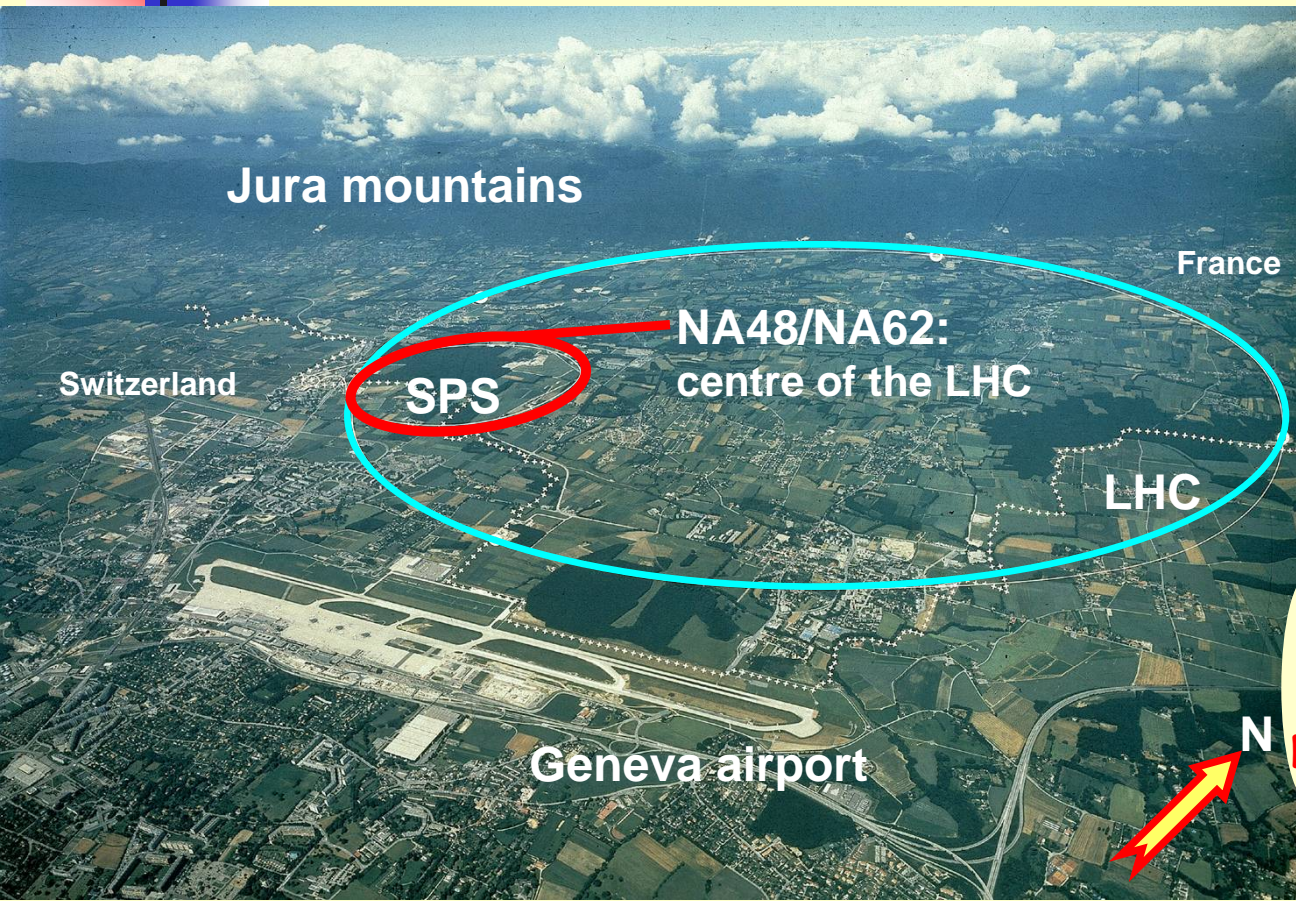 Jura mountains
France
NA48/NA62:
centre of the LHC
Switzerland
SPS
LHC
N
Geneva airport